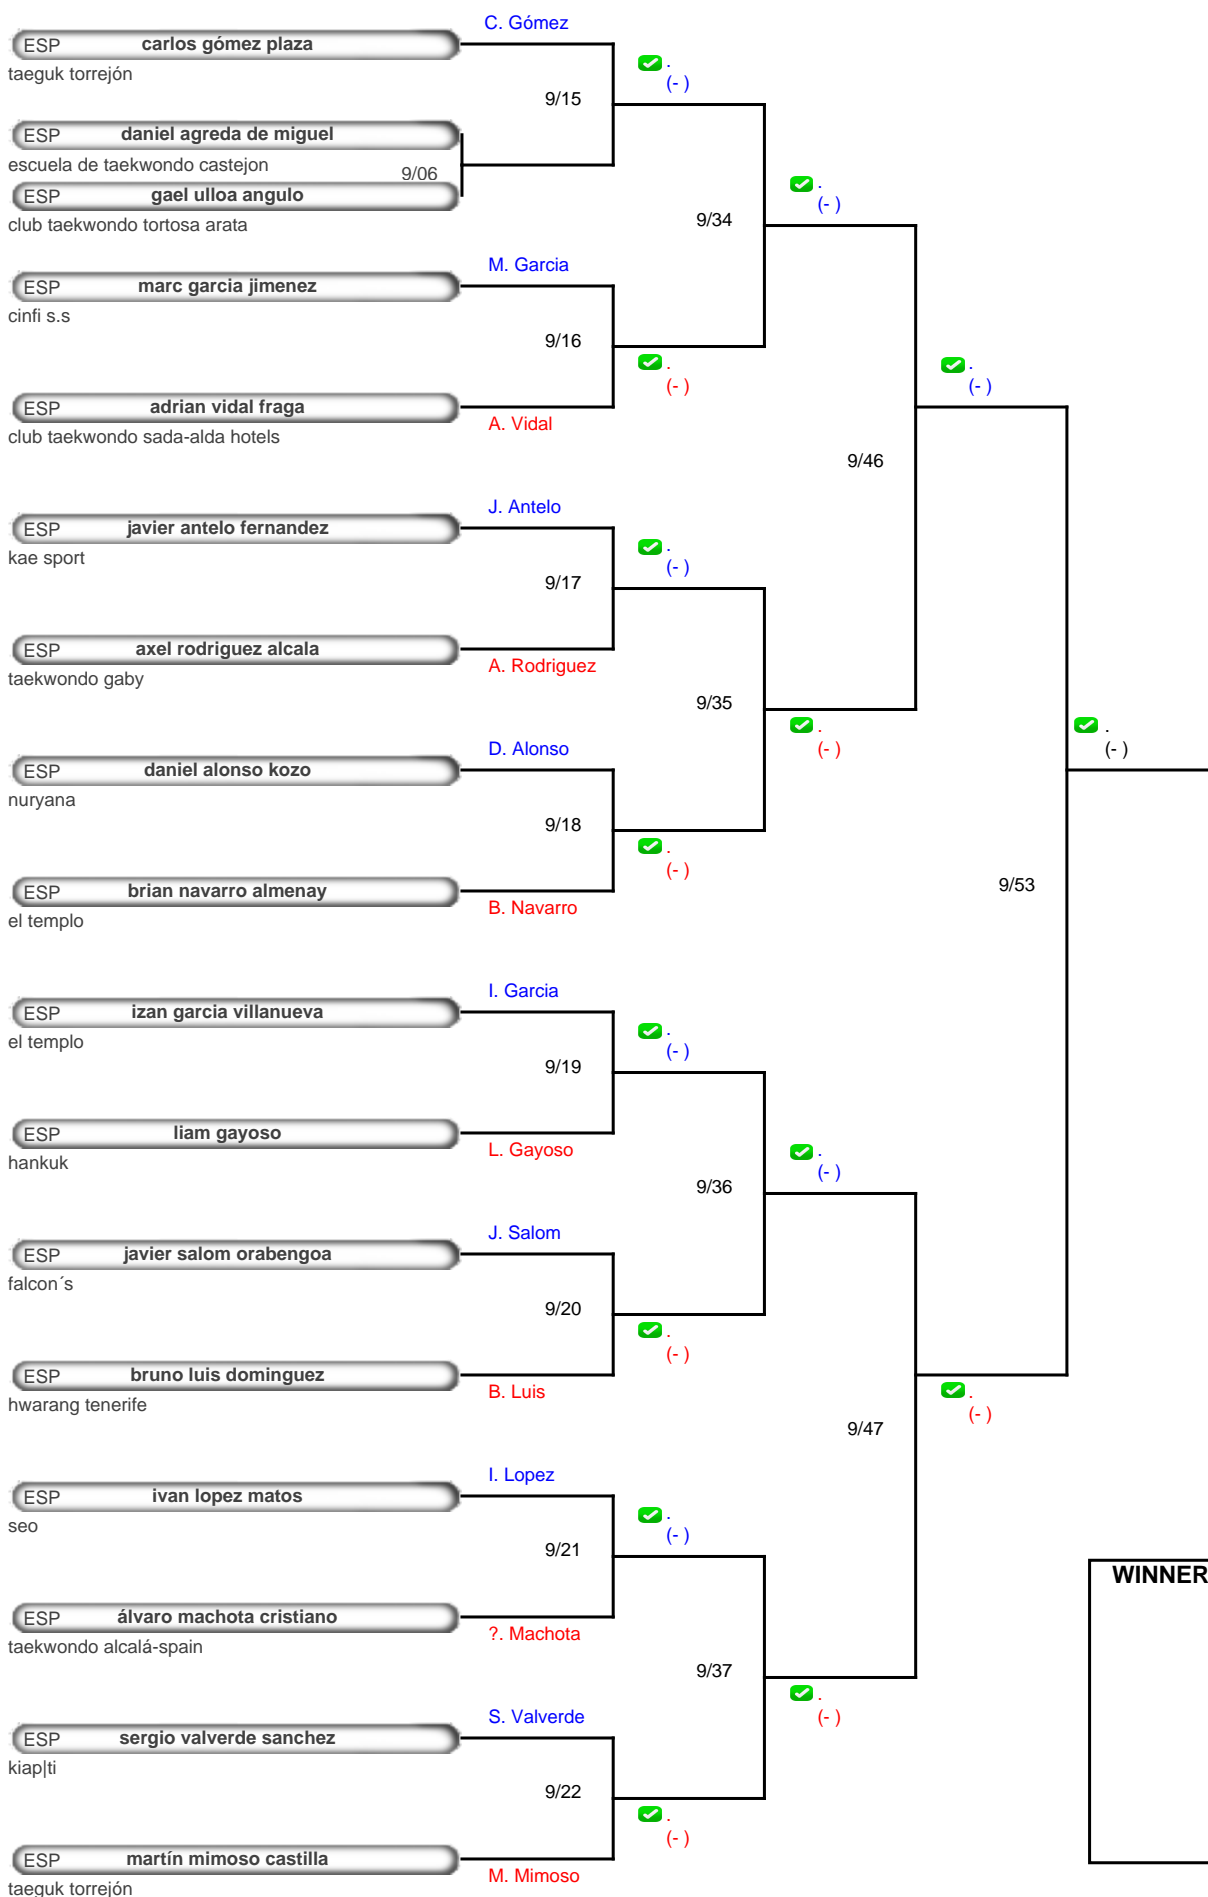 C. Gómez
ESP carlos gómez plaza
taeguk torrejón
.
(- )
9/15
ESP daniel agreda de miguel
escuela de taekwondo castejon
9/06
ESP gael ulloa angulo
club taekwondo tortosa arata
.
(- )
9/34
M. Garcia
ESP marc garcia jimenez
cinfi s.s
9/16
.
(- )
.
(- )
ESP adrian vidal fraga
A. Vidal
club taekwondo sada-alda hotels
9/46
J. Antelo
ESP javier antelo fernandez
kae sport
.
(- )
9/17
ESP axel rodriguez alcala
A. Rodriguez
taekwondo gaby
9/35
.
(- )
.
(- )
D. Alonso
ESP daniel alonso kozo
nuryana
9/18
.
(- )
9/53
ESP brian navarro almenay
B. Navarro
el templo
I. Garcia
ESP izan garcia villanueva
el templo
.
(- )
9/19
ESP liam gayoso
L. Gayoso
hankuk
.
(- )
9/36
J. Salom
ESP javier salom orabengoa
falcon´s
9/20
.
(- )
ESP bruno luis dominguez
B. Luis
hwarang tenerife
.
(- )
9/47
I. Lopez
ESP ivan lopez matos
seo
.
(- )
9/21
WINNER
ESP álvaro machota cristiano
?. Machota
taekwondo alcalá-spain
9/37
.
(- )
S. Valverde
ESP sergio valverde sanchez
kiap|ti
9/22
.
(- )
ESP martín mimoso castilla
M. Mimoso
taeguk torrejón